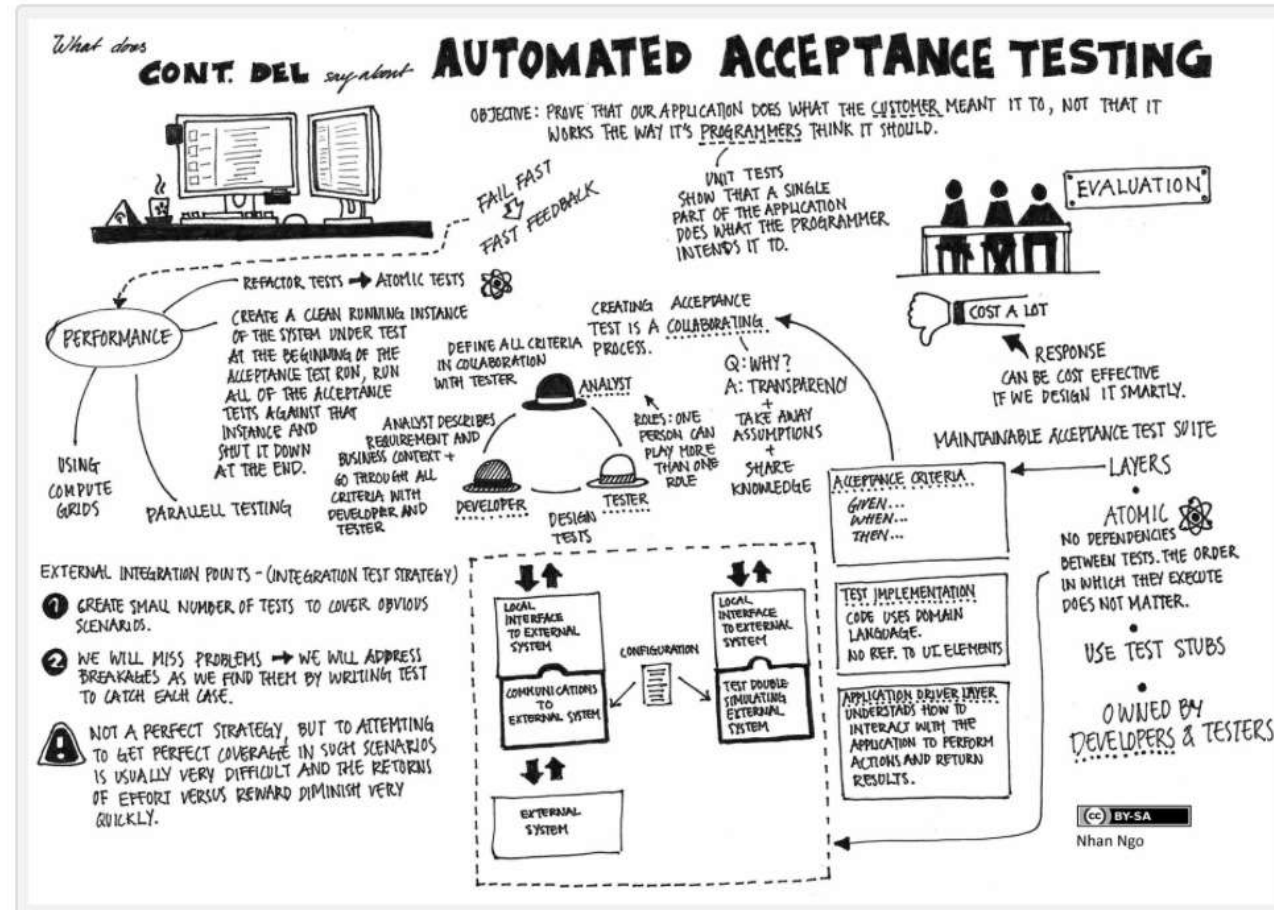 What does
CONT. DEL say about AUTOMATED ACCEPTANCE TESTING
OBJECTIVE: PROVE THAT OUR APPLICATION DOES WHAT THE CUSTOMER MEANT IT TO, NOT THAT IT
WORKS THE WAY IT'S PROGRAMMERS THINK IT SHOULD.
UNIT TESTS
SHOW THAT A SINGLE
PART OF THE APPLICATION
DOES WHAT THE PROGRAMMER
INTENDS IT TO.
EVALUATION
COST A LOT
RESPONSE
CAN BE COST EFFECTIVE
IF WE DESIGN IT SMARTLY.
FAIL FAST
FAST FEEDBACK
PERFORMANCE
REFACTOR TESTS → ATOMIC TESTS
CREATE A CLEAN RUNNING INSTANCE
OF THE SYSTEM UNDER TEST
AT THE BEGINNING OF THE
ACCEPTANCE TEST RUN, RUN
ALL OF THE ACCEPTANCE
TESTS AGAINST THAT
INSTANCE AND
SHUT IT DOWN
AT THE END.
USING
COMPUTE
GRIDS
PARALLELL TESTING
CREATING ACCEPTANCE
TEST IS A COLLABORATING
PROCESS.
Q: WHY?
A: TRANSPARENCY
+
TAKE AWAY
ASSUMPTIONS
+
SHARE
KNOWLEDGE
DEFINE ALL CRITERIA
IN COLLABORATION
WITH TESTER
ANALYST
ROLES: ONE
PERSON CAN
PLAY MORE
THAN ONE
ROLE
ANALYST DESCRIBES
REQUIREMENT AND
BUSINESS CONTEXT +
GO THROUGH ALL
CRITERIA WITH
DEVELOPER AND
TESTER
DEVELOPER
TESTER
DESIGN
TESTS
MAINTAINABLE ACCEPTANCE TEST SUITE
LAYERS
ATOMIC
NO DEPENDENCIES
BETWEEN TESTS. THE ORDER
IN WHICH THEY EXECUTE
DOES NOT MATTER.
USE TEST STUBS
OWNED BY
DEVELOPERS & TESTERS
ACCEPTANCE CRITERIA
GIVEN...
WHEN...
THEN...
TEST IMPLEMENTATION
CODE USES DOMAIN
LANGUAGE.
NO REF. TO UI ELEMENTS
APPLICATION DRIVER LAYER
UNDERSTADS HOW TO
INTERACT WITH THE
APPLICATION TO PERFORM
ACTIONS AND RETURN
RESULTS.
EXTERNAL INTEGRATION POINTS - (INTEGRATION TEST STRATEGY)
1 CREATE SMALL NUMBER OF TESTS TO COVER OBVIOUS
SCENARIOS.
2 WE WILL MISS PROBLEMS → WE WILL ADDRESS
BREAKAGES AS WE FIND THEM BY WRITING TEST
TO CATCH EACH CASE.
! NOT A PERFECT STRATEGY, BUT TO ATTEMTING
TO GET PERFECT COVERAGE IN SUCH SCENARIOS
IS USUALLY VERY DIFFICULT AND THE RETURNS
OF EFFORT VERSUS REWARD DIMINISH VERY
QUICKLY.
LOCAL
INTERFACE
TO EXTERNAL
SYSTEM
COMMUNICATIONS
TO
EXTERNAL SYSTEM
EXTERNAL
SYSTEM
CONFIGURATION
LOCAL
INTERFACE
TO EXTERNAL
SYSTEM
TEST DOUBLE
SIMULATING
EXTERNAL
SYSTEM
cc BY-SA
Nhan Ngo